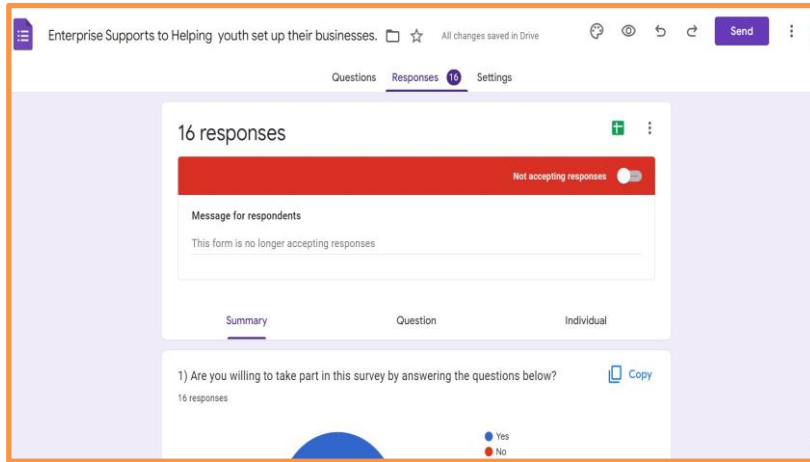 Enterprise Supports to Helping youth set up their businesses. All changes saved in Drive Send
Questions Responses 16 Settings
16 responses
Not accepting responses
Message for respondents
This form is no longer accepting responses
Summary Question Individual
1) Are you willing to take part in this survey by answering the questions below? Copy
16 responses
Yes
No